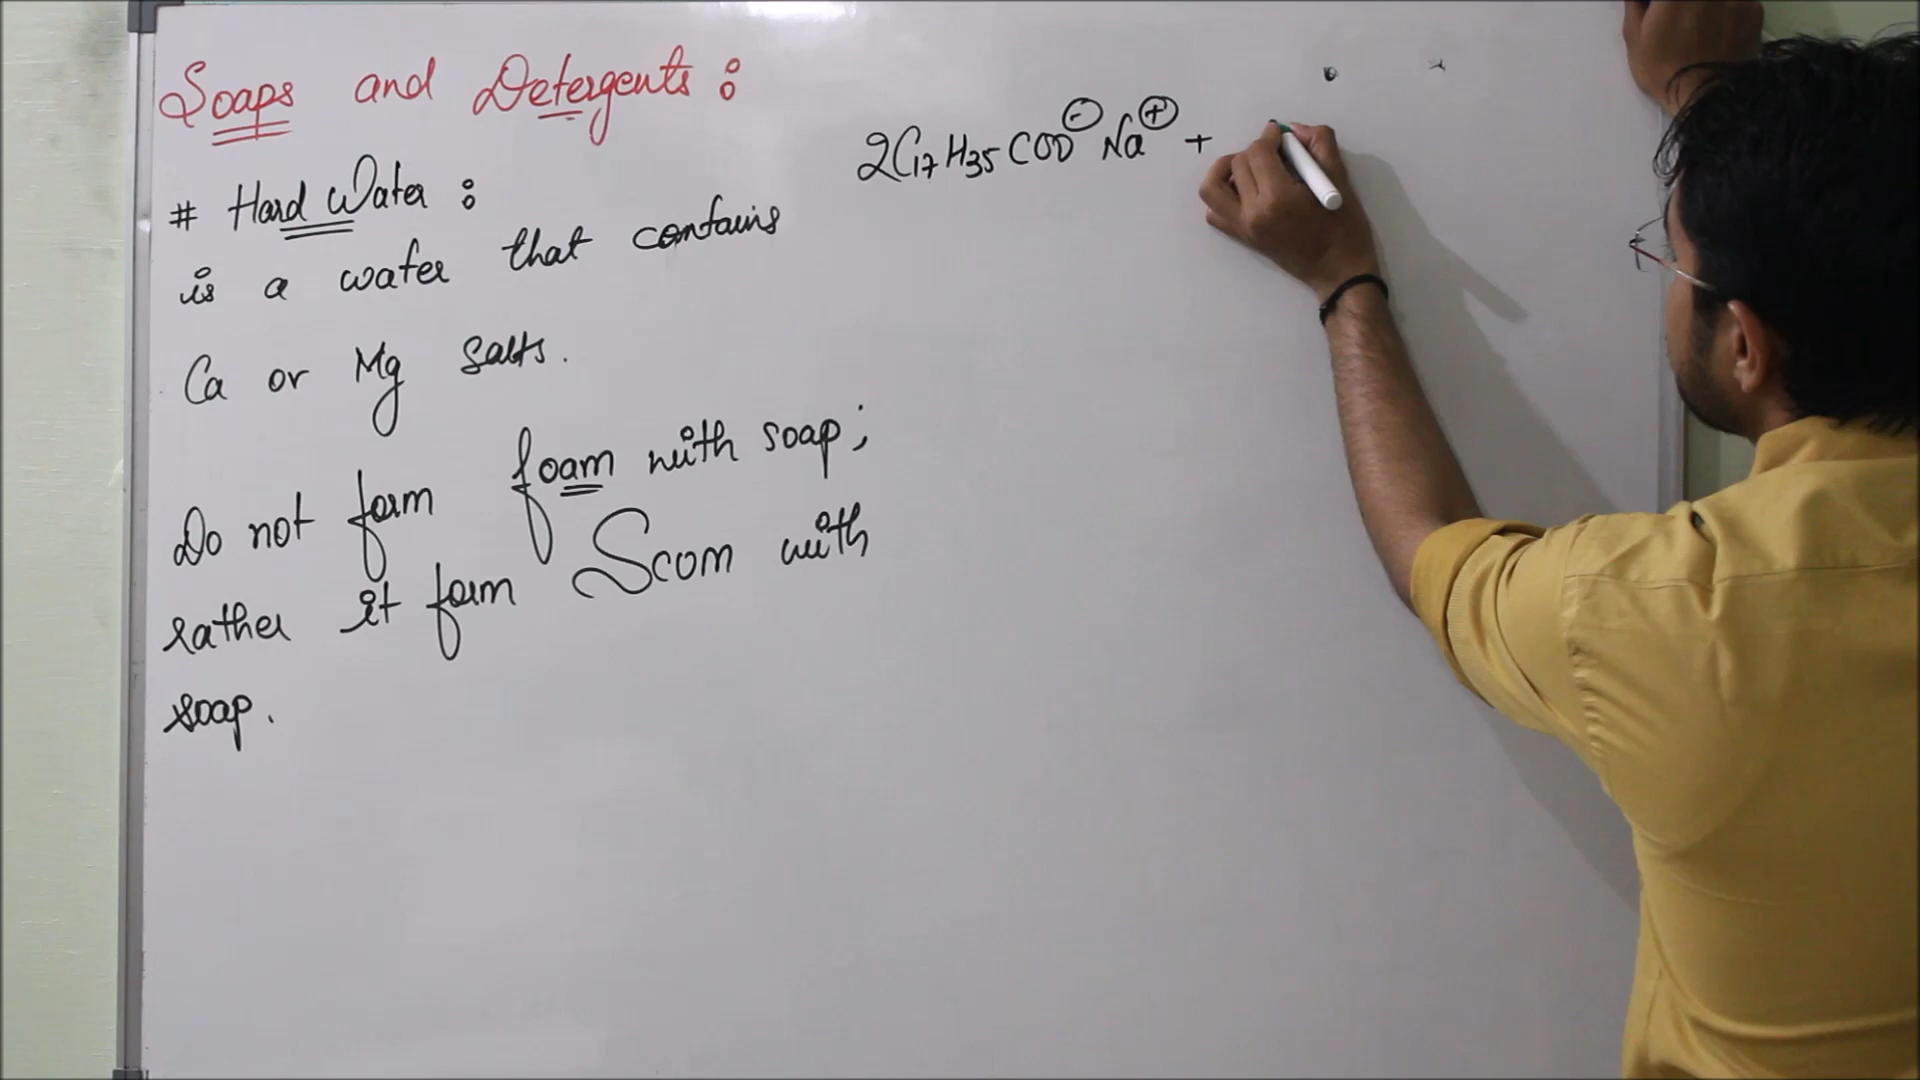 Soaps and Detergents :
# Hard Water :
is a water that contains
Ca or Mg salts.
Do not form foam with soap;
rather it form Scom with
soap.
2C17H35COO⊖Na⊕ +